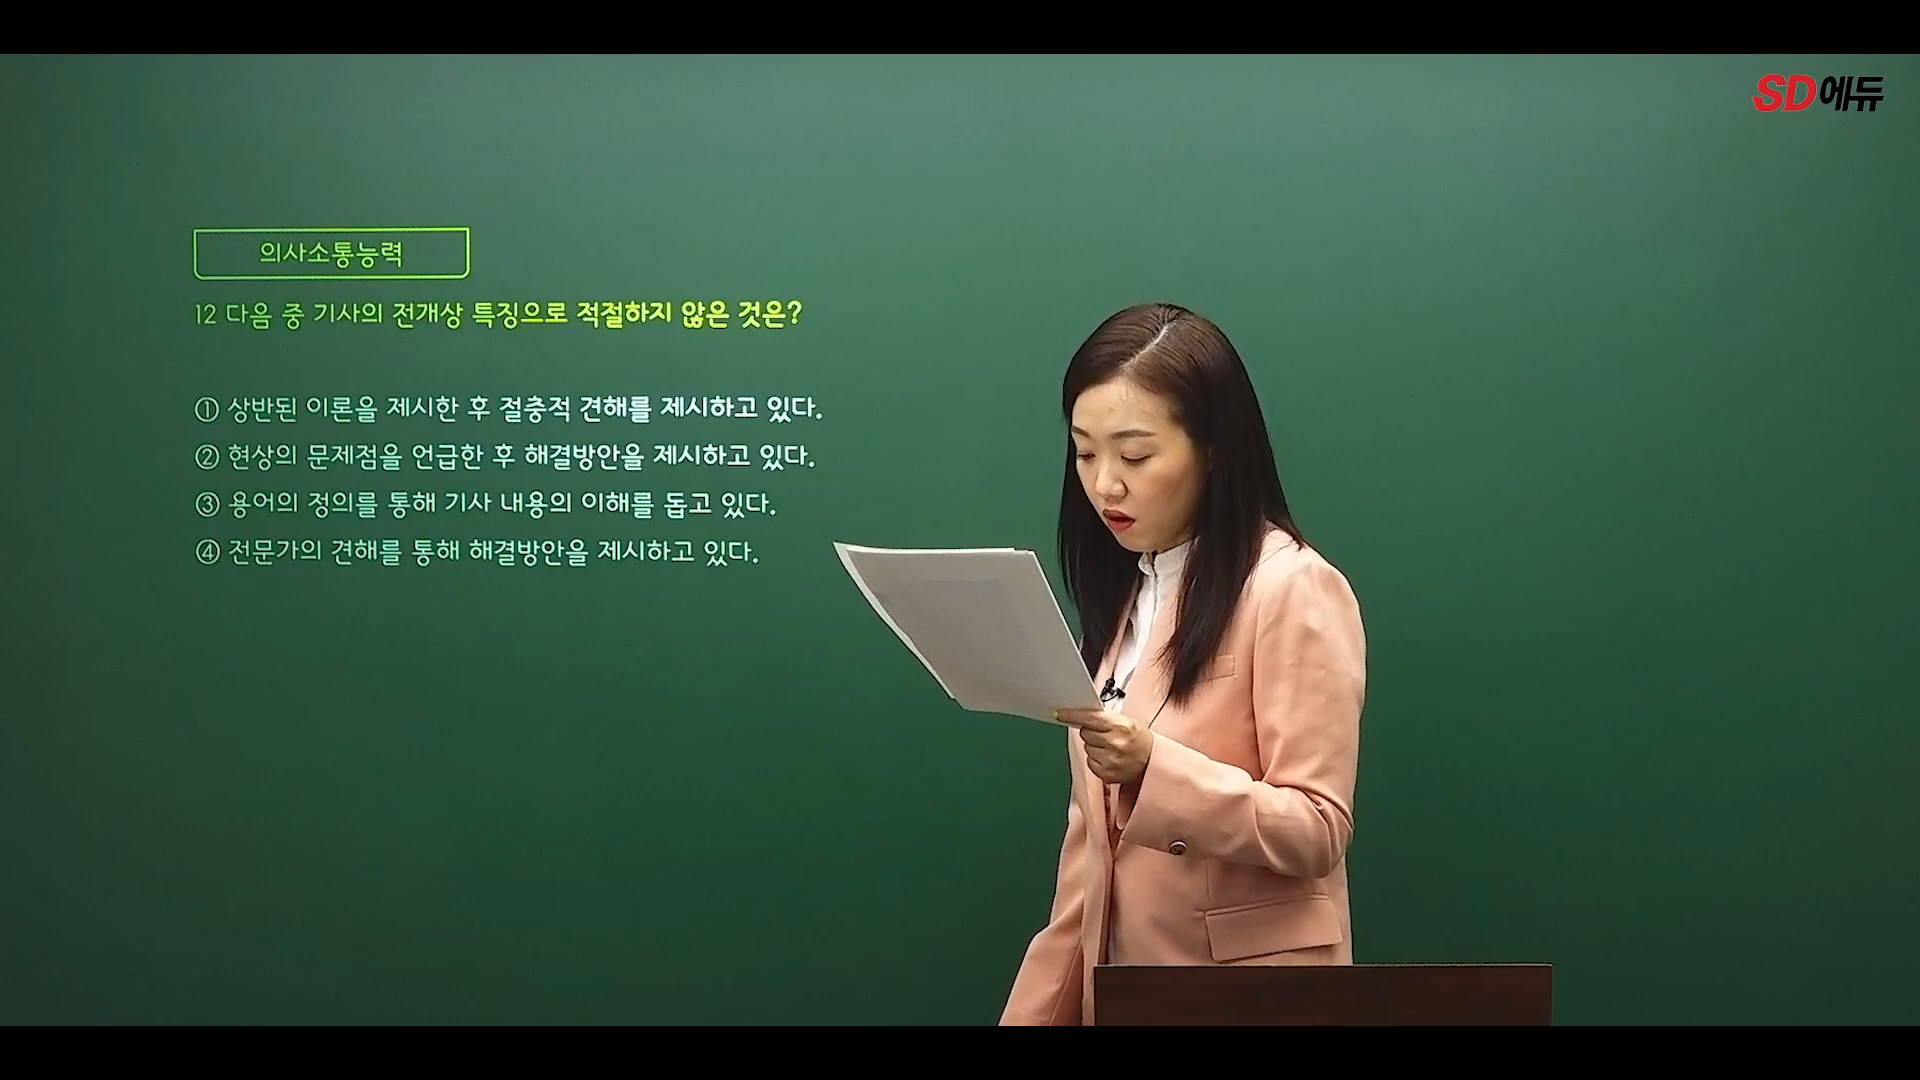 SD에듀
의사소통능력
12 다음 중 기사의 전개상 특징으로 적절하지 않은 것은?
① 상반된 이론을 제시한 후 절충적 견해를 제시하고 있다.
② 현상의 문제점을 언급한 후 해결방안을 제시하고 있다.
③ 용어의 정의를 통해 기사 내용의 이해를 돕고 있다.
④ 전문가의 견해를 통해 해결방안을 제시하고 있다.